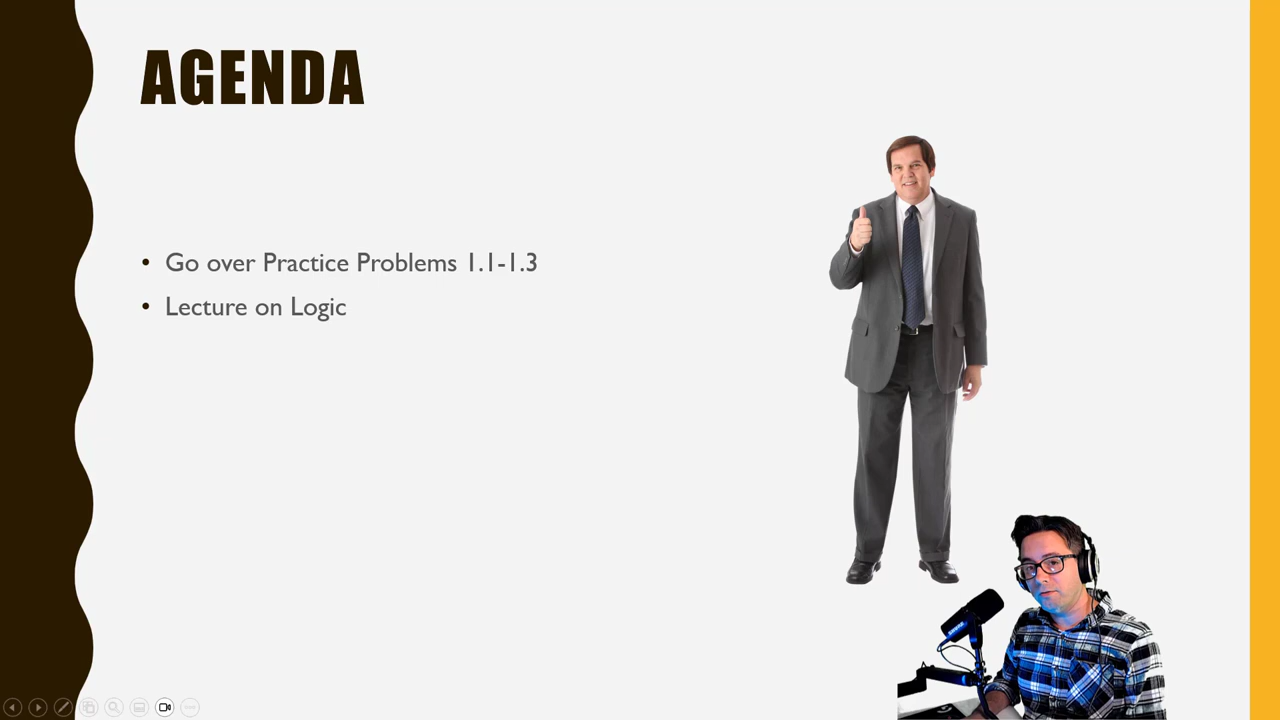 AGENDA
• Go over Practice Problems 1.1-1.3
• Lecture on Logic